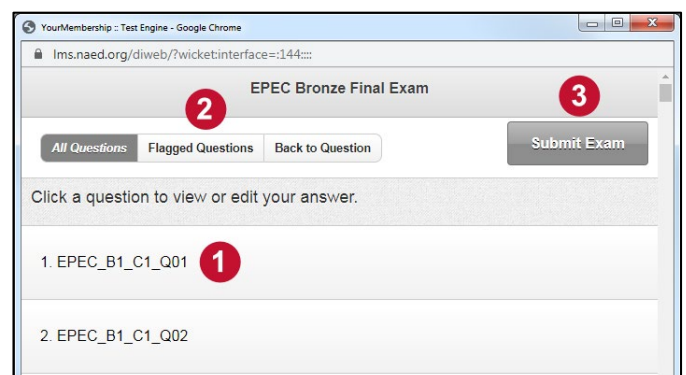 YourMembership :: Test Engine - Google Chrome
lms.naed.org/diweb/?wicket:interface=:144::::
EPEC Bronze Final Exam
2
3
All Questions Flagged Questions Back to Question
Submit Exam
Click a question to view or edit your answer.
1. EPEC_B1_C1_Q01
1
2. EPEC_B1_C1_Q02